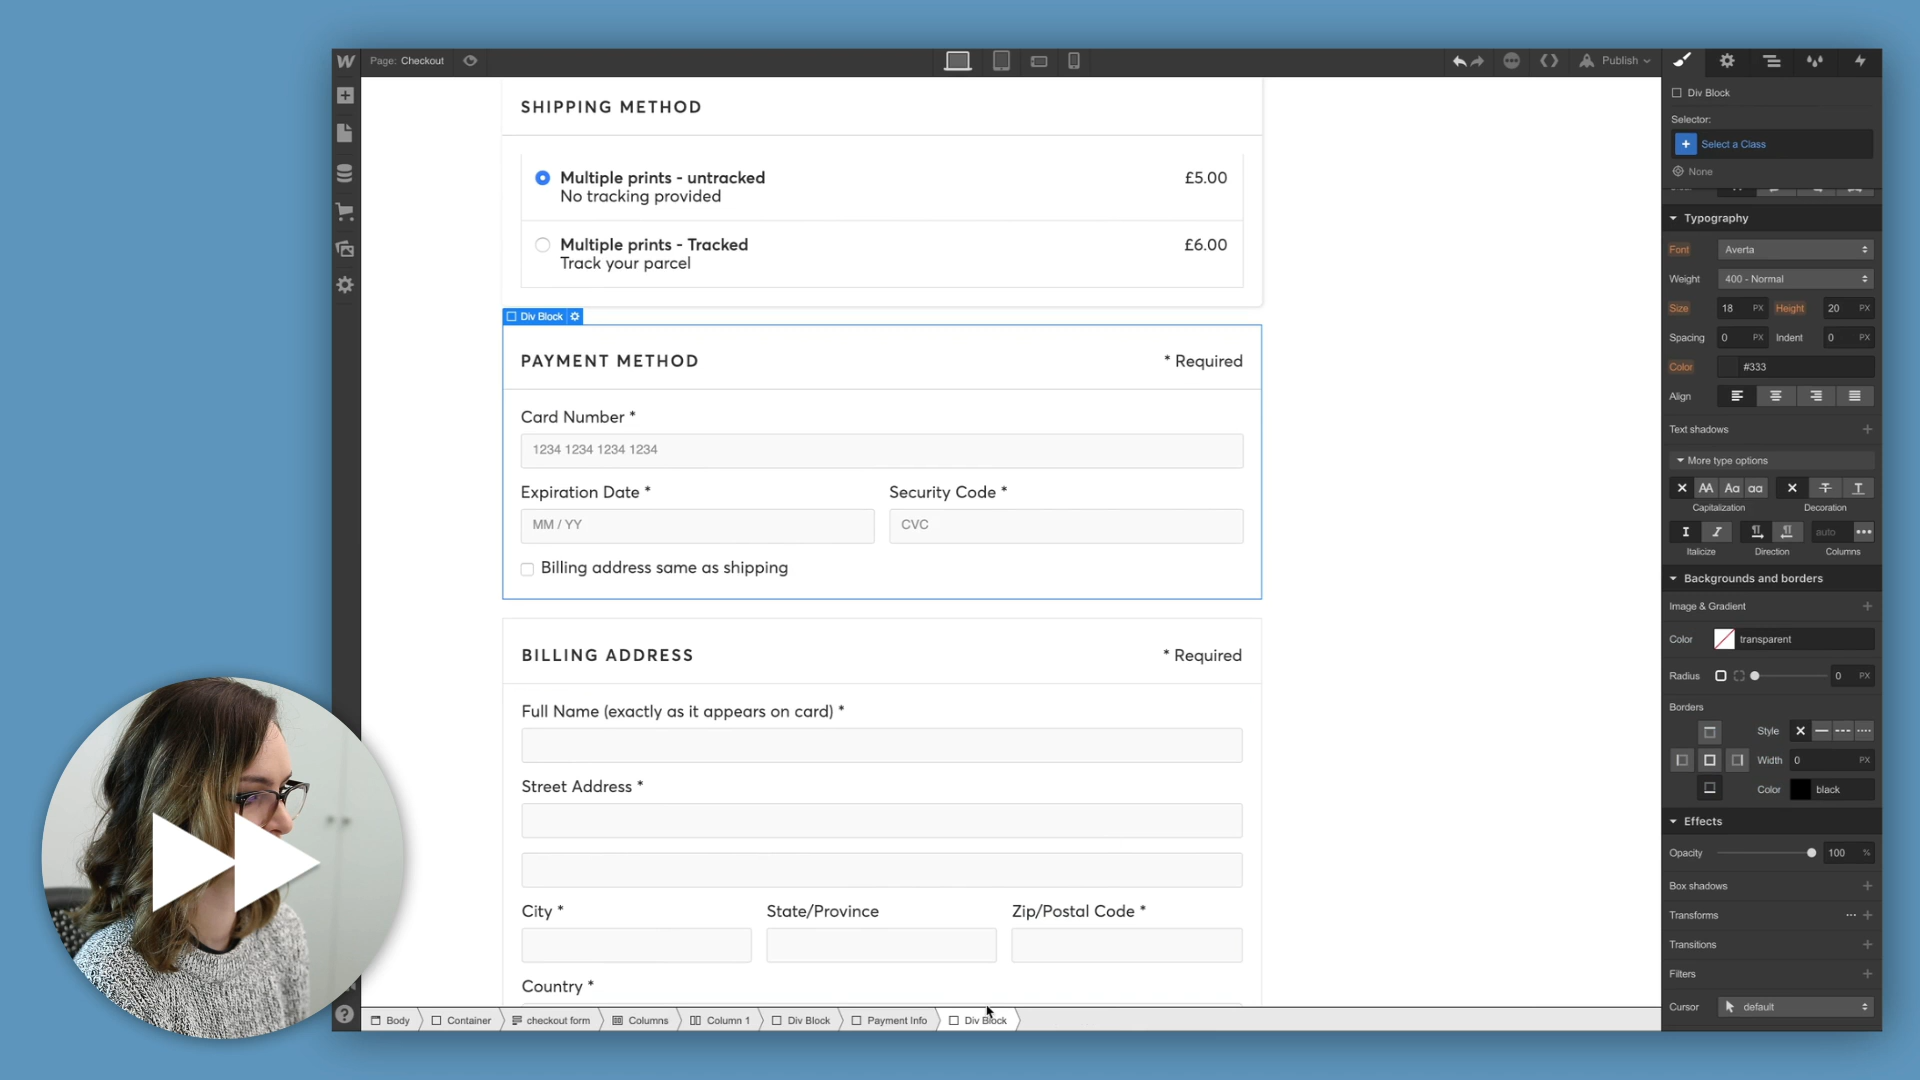 Page: Checkout
Publish
SHIPPING METHOD
Multiple prints - untracked £5.00
No tracking provided
Multiple prints - Tracked £6.00
Track your parcel
Div Block
PAYMENT METHOD * Required
Card Number *
1234 1234 1234 1234
Expiration Date * Security Code *
MM / YY CVC
Billing address same as shipping
BILLING ADDRESS * Required
Full Name (exactly as it appears on card) *
Street Address *
City * State/Province Zip/Postal Code *
Country *
Body Container checkout form Columns Column 1 Div Block Payment Info Div Block
Div Block
Selector:
Select a Class
None
Typography
Font Averta
Weight 400 - Normal
Size 18 PX Height 20 PX
Spacing 0 PX Indent 0 PX
Color #333
Align
Text shadows
More type options
AA Aa aa T T
Capitalization Decoration
I I auto
Italicize Direction Columns
Backgrounds and borders
Image & Gradient
Color transparent
Radius 0 PX
Borders
Style
Width 0 PX
Color black
Effects
Opacity 100 %
Box shadows
Transforms
Transitions
Filters
Cursor default